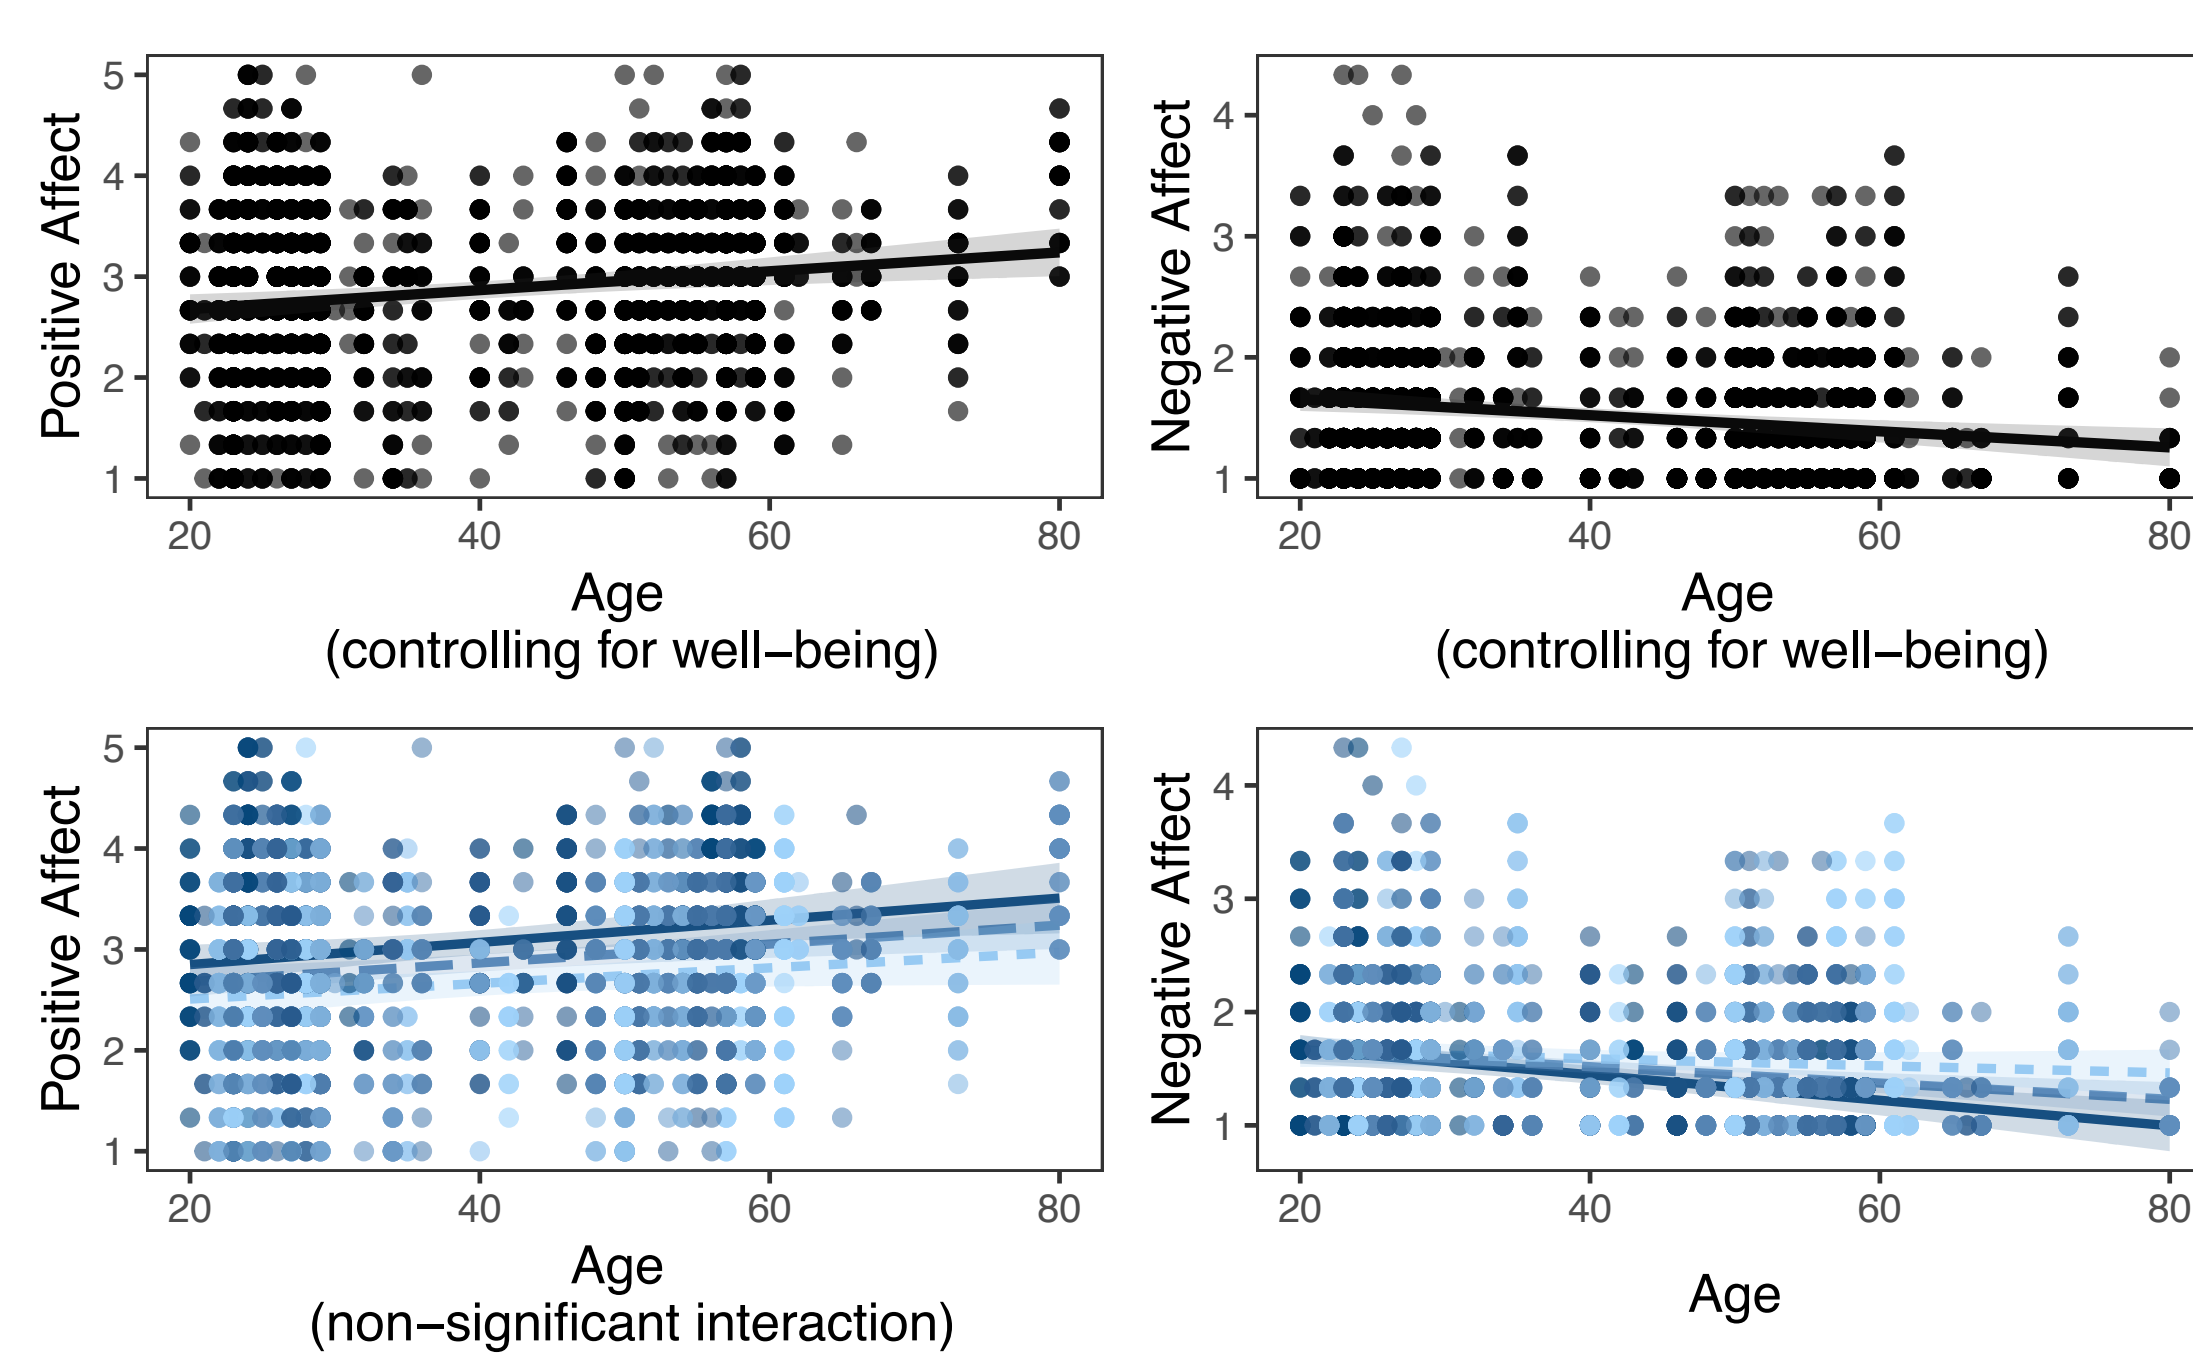 Positive Affect
5
4
3
2
1
20 40 60 80
Age
(controlling for well−being)
Negative Affect
4
3
2
1
20 40 60 80
Age
(controlling for well−being)
Positive Affect
5
4
3
2
1
20 40 60 80
Age
(non−significant interaction)
Negative Affect
4
3
2
1
20 40 60 80
Age